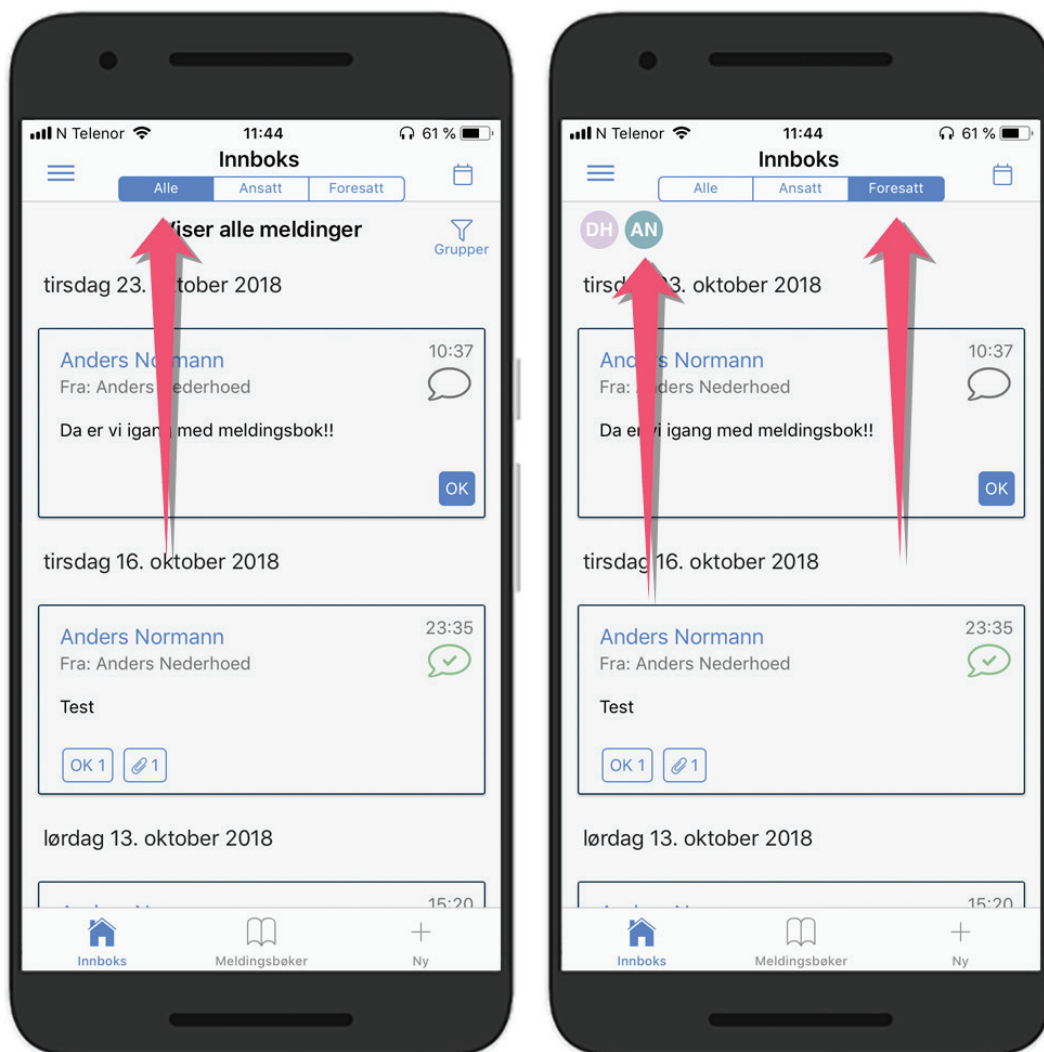 N Telenor 11:44 61 %
Innboks
Alle Ansatt Foresatt
Viser alle meldinger
Grupper
tirsdag 23. oktober 2018
Anders Normann 10:37
Fra: Anders Nederhoed
Da er vi igang med meldingsbok!!
OK
tirsdag 16. oktober 2018
Anders Normann 23:35
Fra: Anders Nederhoed
Test
OK 1 1
lørdag 13. oktober 2018
15:20
Innboks Meldingsbøker Ny
N Telenor 11:44 61 %
Innboks
Alle Ansatt Foresatt
DH AN
tirsdag 23. oktober 2018
Anders Normann 10:37
Fra: Anders Nederhoed
Da er vi igang med meldingsbok!!
OK
tirsdag 16. oktober 2018
Anders Normann 23:35
Fra: Anders Nederhoed
Test
OK 1 1
lørdag 13. oktober 2018
15:20
Innboks Meldingsbøker Ny